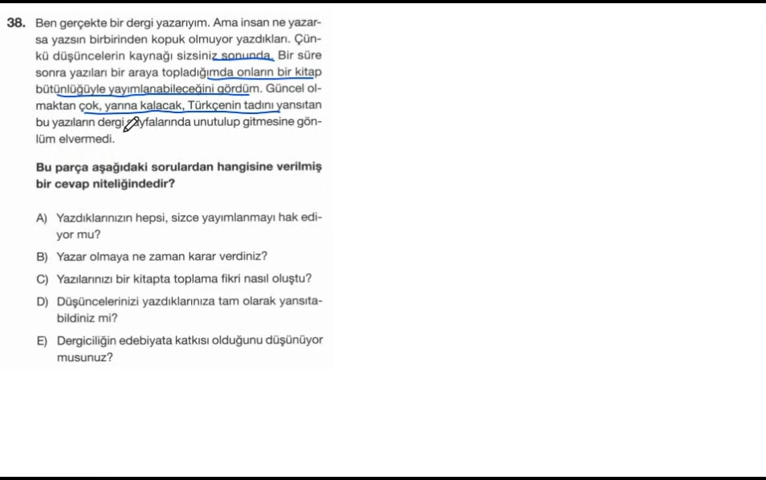 38. Ben gerçekte bir dergi yazarıyım. Ama insan ne yazar-
sa yazsın birbirinden kopuk olmuyor yazdıkları. Çün-
kü düşüncelerin kaynağı sizsiniz sonunda. Bir süre
sonra yazıları bir araya topladığımda onların bir kitap
bütünlüğüyle yayımlanabileceğini gördüm. Güncel ol-
maktan çok, yarına kalacak, Türkçenin tadını yansıtan
bu yazıların dergi sayfalarında unutulup gitmesine gön-
lüm elvermedi.
Bu parça aşağıdaki sorulardan hangisine verilmiş
bir cevap niteliğindedir?
A) Yazdıklarınızın hepsi, sizce yayımlanmayı hak edi-
yor mu?
B) Yazar olmaya ne zaman karar verdiniz?
C) Yazılarınızı bir kitapta toplama fikri nasıl oluştu?
D) Düşüncelerinizi yazdıklarınıza tam olarak yansıta-
bildiniz mi?
E) Dergiciliğin edebiyata katkısı olduğunu düşünüyor
musunuz?